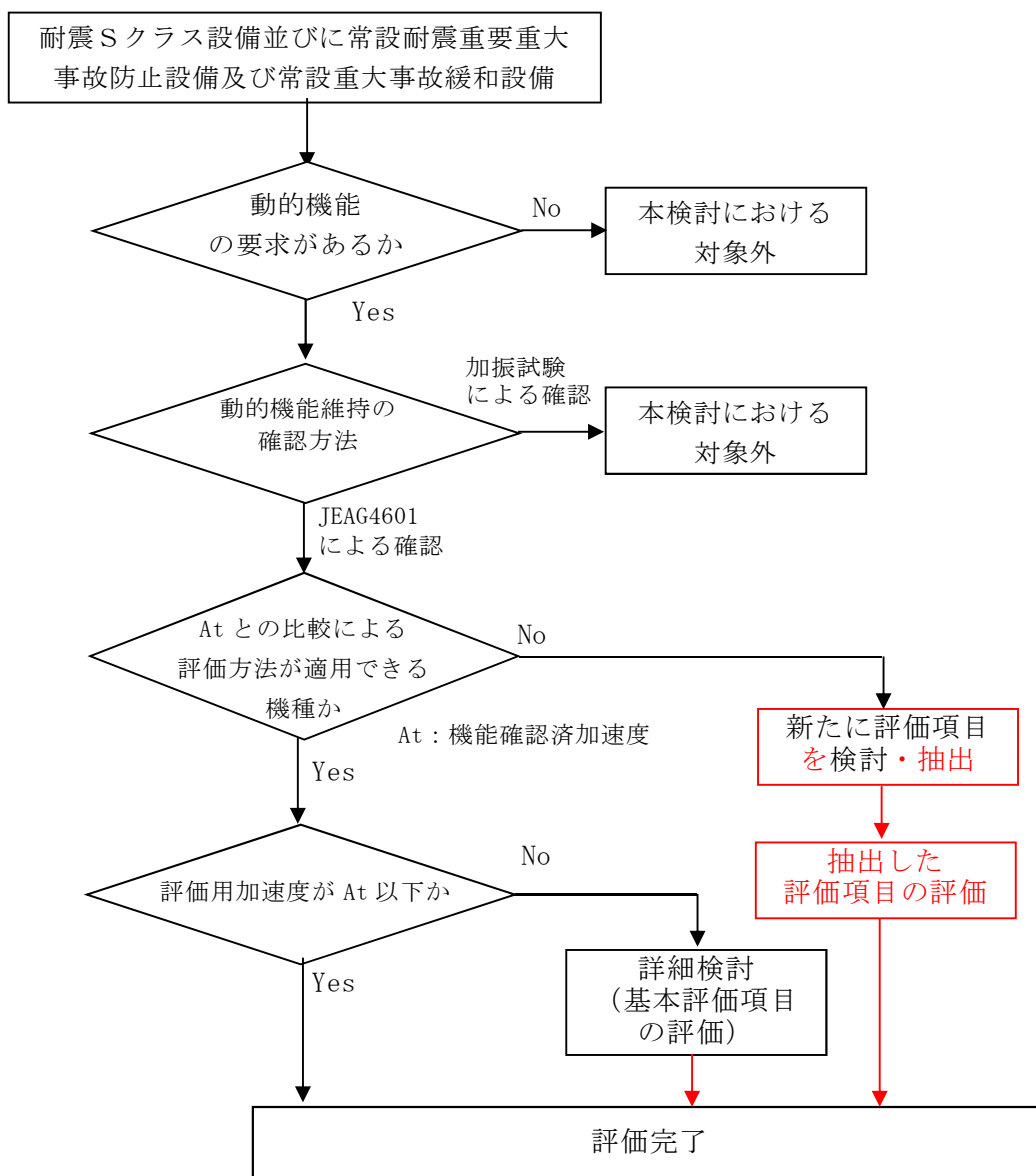 耐震Ｓクラス設備並びに常設耐震重要重大
事故防止設備及び常設重大事故緩和設備
動的機能
の要求があるか
No
本検討における
対象外
Yes
動的機能維持の
確認方法
加振試験
による確認
本検討における
対象外
JEAG4601
による確認
At との比較による
評価方法が適用できる
機種か
No
At：機能確認済加速度
新たに評価項目
を検討・抽出
Yes
抽出した
評価項目の評価
評価用加速度が At 以下か
No
詳細検討
（基本評価項目
の評価）
Yes
評価完了